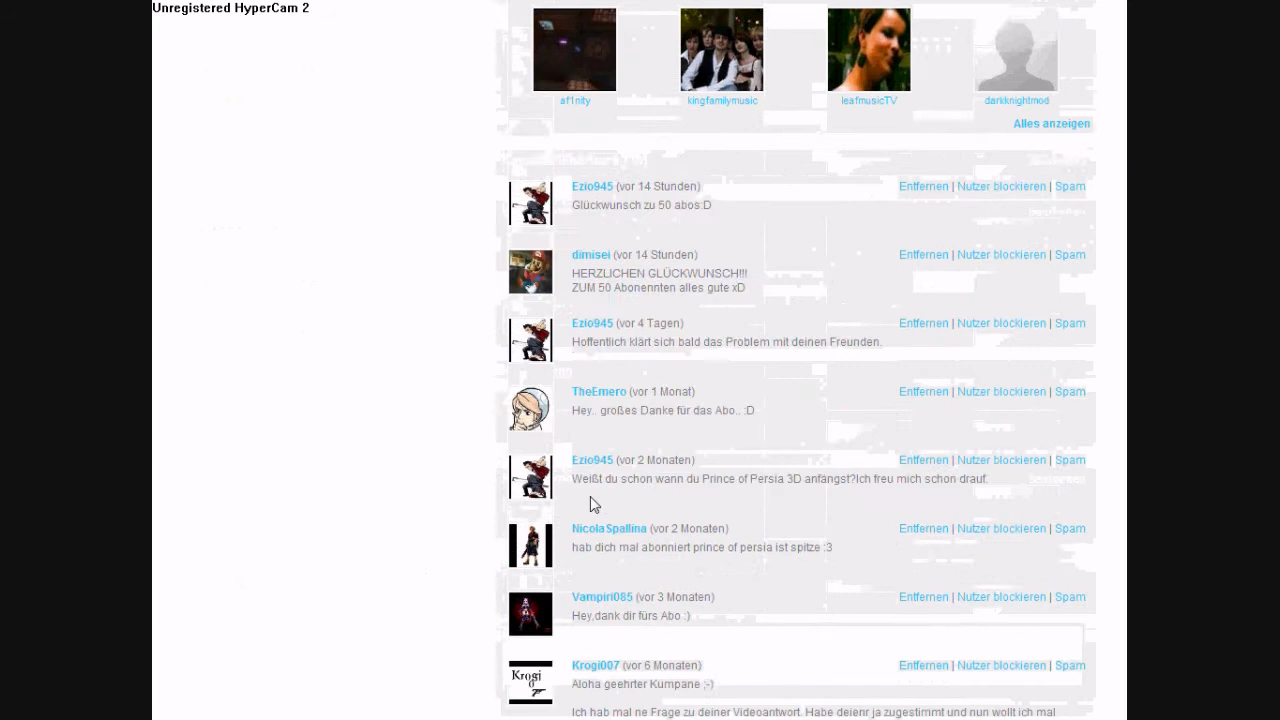 Unregistered HyperCam 2
af1nity kingfamilymusic leafmusicTV darkknightmod
Alles anzeigen
Ezio945 (vor 14 Stunden) Entfernen | Nutzer blockieren | Spam
Glückwunsch zu 50 abos:D
dimisei (vor 14 Stunden) Entfernen | Nutzer blockieren | Spam
HERZLICHEN GLÜCKWUNSCH!!!
ZUM 50 Abonennten alles gute xD
Ezio945 (vor 4 Tagen) Entfernen | Nutzer blockieren | Spam
Hoffentlich klärt sich bald das Problem mit deinen Freunden.
TheEmero (vor 1 Monat) Entfernen | Nutzer blockieren | Spam
Hey.. großes Danke für das Abo.. :D
Ezio945 (vor 2 Monaten) Entfernen | Nutzer blockieren | Spam
Weißt du schon wann du Prince of Persia 3D anfängst?Ich freu mich schon drauf.
NicolaSpallina (vor 2 Monaten) Entfernen | Nutzer blockieren | Spam
hab dich mal abonniert prince of persia ist spitze :3
Vampiri085 (vor 3 Monaten) Entfernen | Nutzer blockieren | Spam
Hey,dank dir fürs Abo :)
Krogi
Krogi007 (vor 6 Monaten) Entfernen | Nutzer blockieren | Spam
Aloha geehrter Kumpane ;-)
Ich hab mal ne Frage zu deiner Videoantwort. Habe deienr ja zugestimmt und nun wollt ich mal